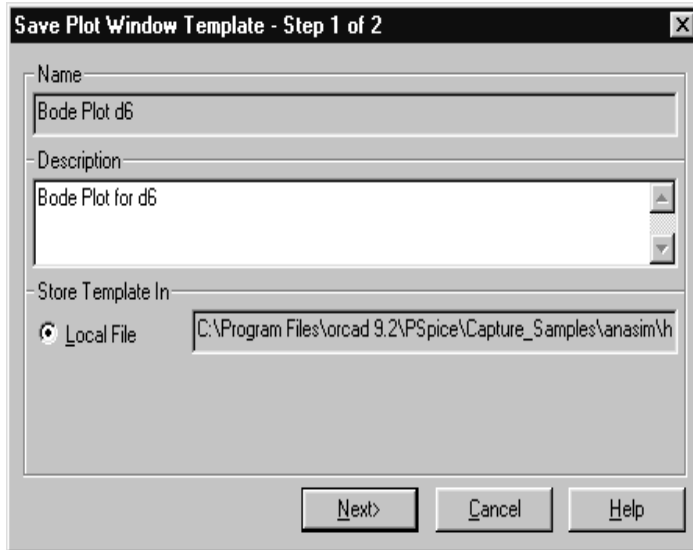 Save Plot Window Template - Step 1 of 2
Name
Bode Plot d6
Description
Bode Plot for d6
Store Template In
Local File C:\Program Files\orcad 9.2\PSpice\Capture_Samples\anasim\h
Next> Cancel Help